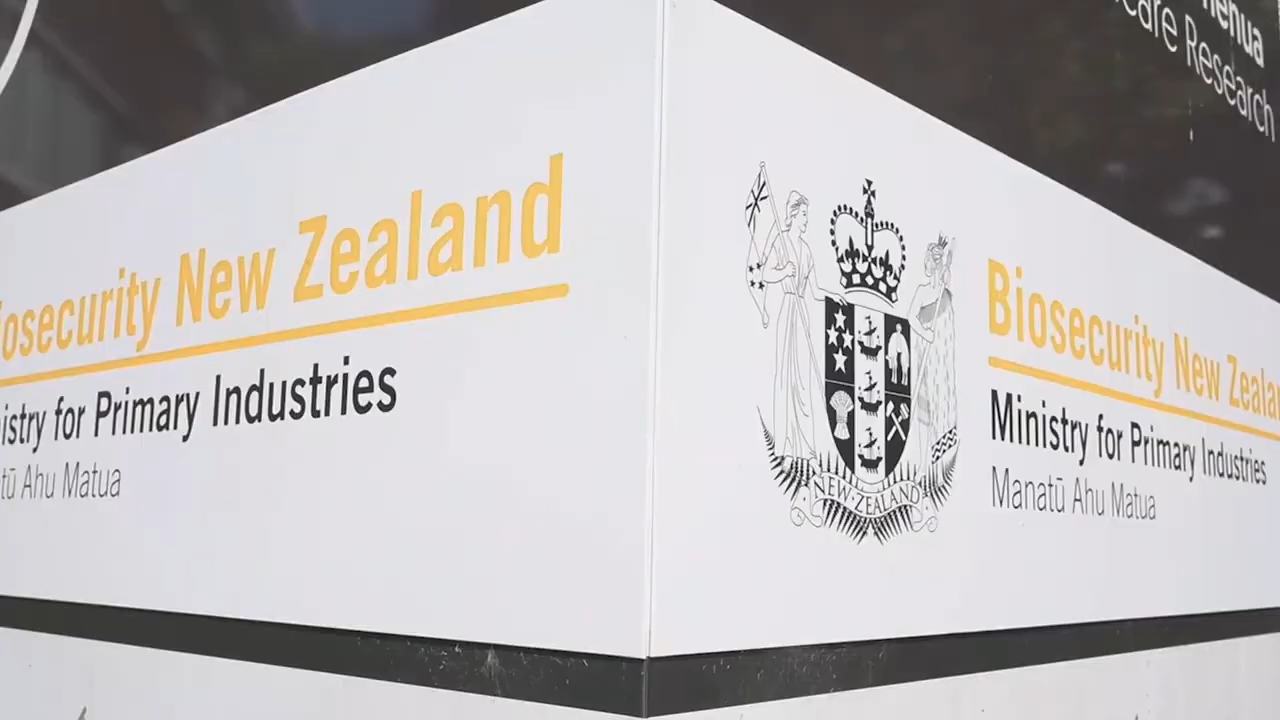 Biosecurity New Zealand
Ministry for Primary Industries
Manatū Ahu Matua
NEW ZEALAND
Biosecurity New Zealand
Ministry for Primary Industries
Manatū Ahu Matua
Research